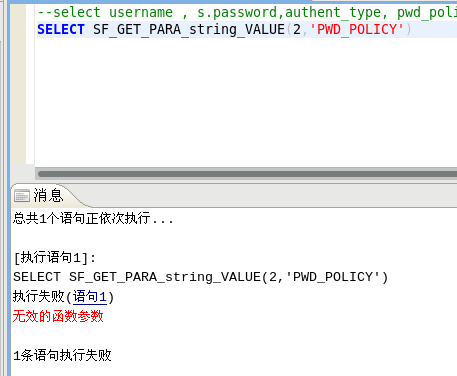 --select username , s.password,authent_type, pwd_poli
SELECT SF_GET_PARA_string_VALUE(2,'PWD_POLICY')
消息
总共1个语句正依次执行...
[执行语句1]:
SELECT SF_GET_PARA_string_VALUE(2,'PWD_POLICY')
执行失败(语句1)
无效的函数参数
1条语句执行失败